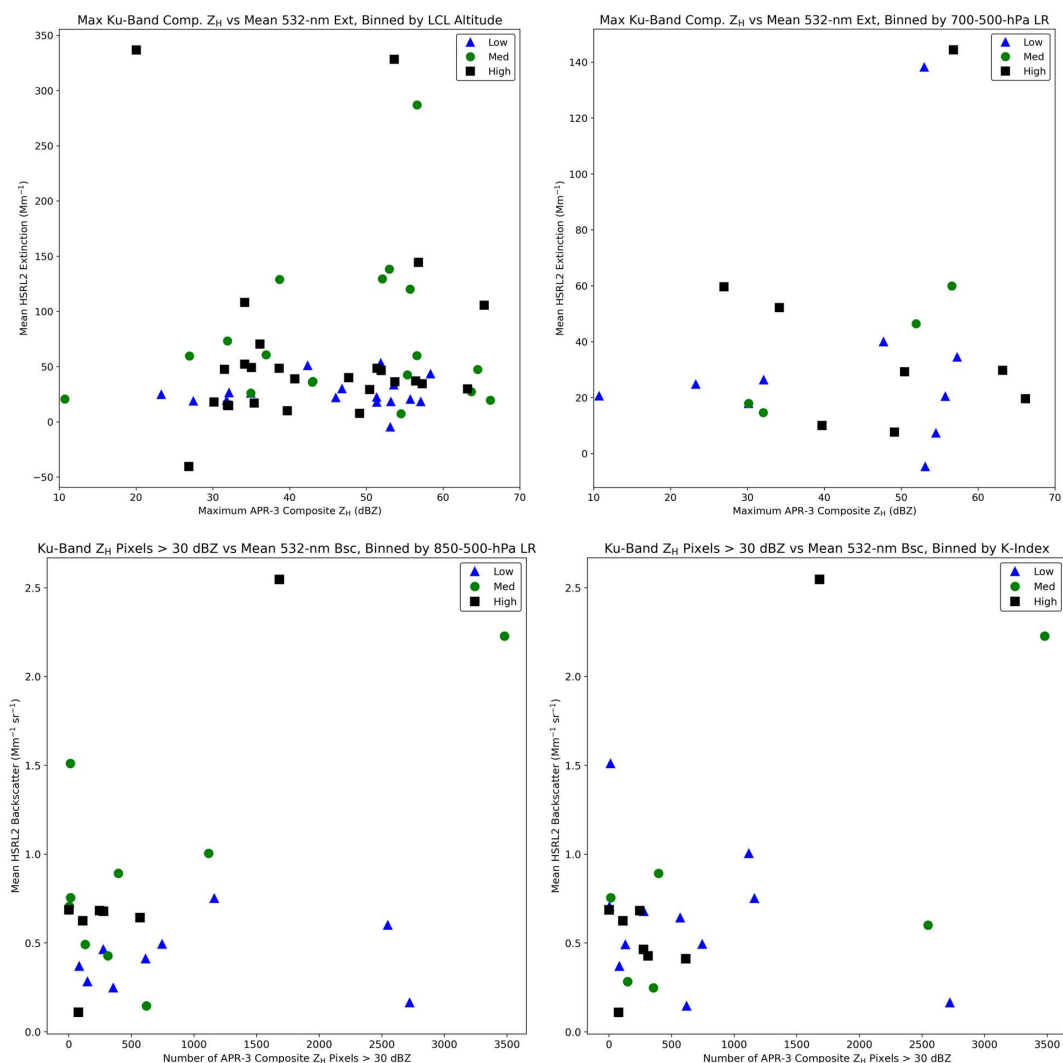 Max Ku-Band Comp. Z_H vs Mean 532-nm Ext, Binned by LCL Altitude
350
300
250
200
150
100
50
0
−50
Mean HSRL2 Extinction (Mm⁻¹)
Low
Med
High
10 20 30 40 50 60 70
Maximum APR-3 Composite Z_H (dBZ)
Max Ku-Band Comp. Z_H vs Mean 532-nm Ext, Binned by 700-500-hPa LR
140
120
100
80
60
40
20
0
Mean HSRL2 Extinction (Mm⁻¹)
Low
Med
High
10 20 30 40 50 60 70
Maximum APR-3 Composite Z_H (dBZ)
Ku-Band Z_H Pixels > 30 dBZ vs Mean 532-nm Bsc, Binned by 850-500-hPa LR
2.5
2.0
1.5
1.0
0.5
0.0
Mean HSRL2 Backscatter (Mm⁻¹ sr⁻¹)
Low
Med
High
0 500 1000 1500 2000 2500 3000 3500
Number of APR-3 Composite Z_H Pixels > 30 dBZ
Ku-Band Z_H Pixels > 30 dBZ vs Mean 532-nm Bsc, Binned by K-Index
2.5
2.0
1.5
1.0
0.5
0.0
Mean HSRL2 Backscatter (Mm⁻¹ sr⁻¹)
Low
Med
High
0 500 1000 1500 2000 2500 3000 3500
Number of APR-3 Composite Z_H Pixels > 30 dBZ